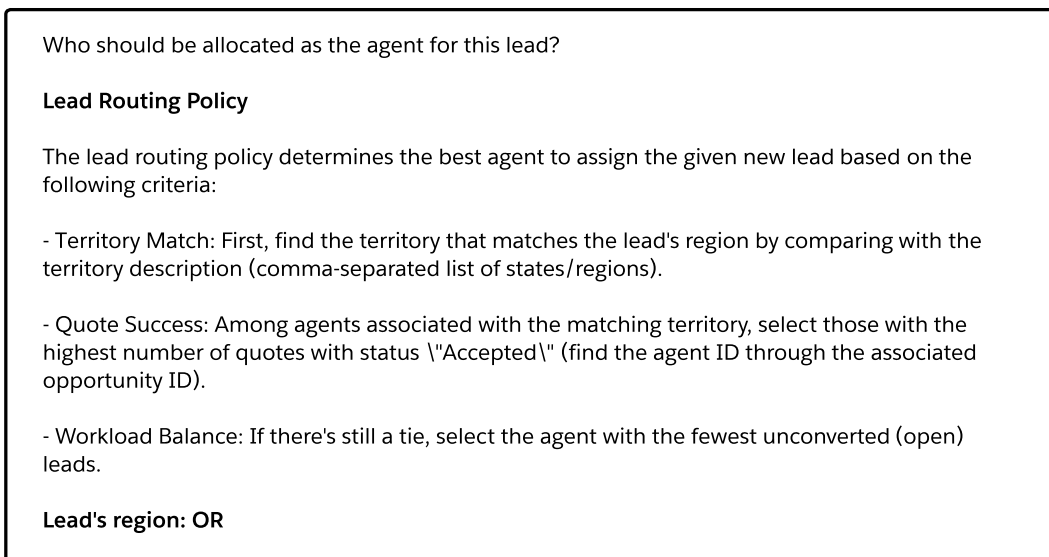 Who should be allocated as the agent for this lead?
Lead Routing Policy
The lead routing policy determines the best agent to assign the given new lead based on the
following criteria:
- Territory Match: First, find the territory that matches the lead's region by comparing with the
territory description (comma-separated list of states/regions).
- Quote Success: Among agents associated with the matching territory, select those with the
highest number of quotes with status \"Accepted\" (find the agent ID through the associated
opportunity ID).
- Workload Balance: If there's still a tie, select the agent with the fewest unconverted (open)
leads.
Lead's region: OR